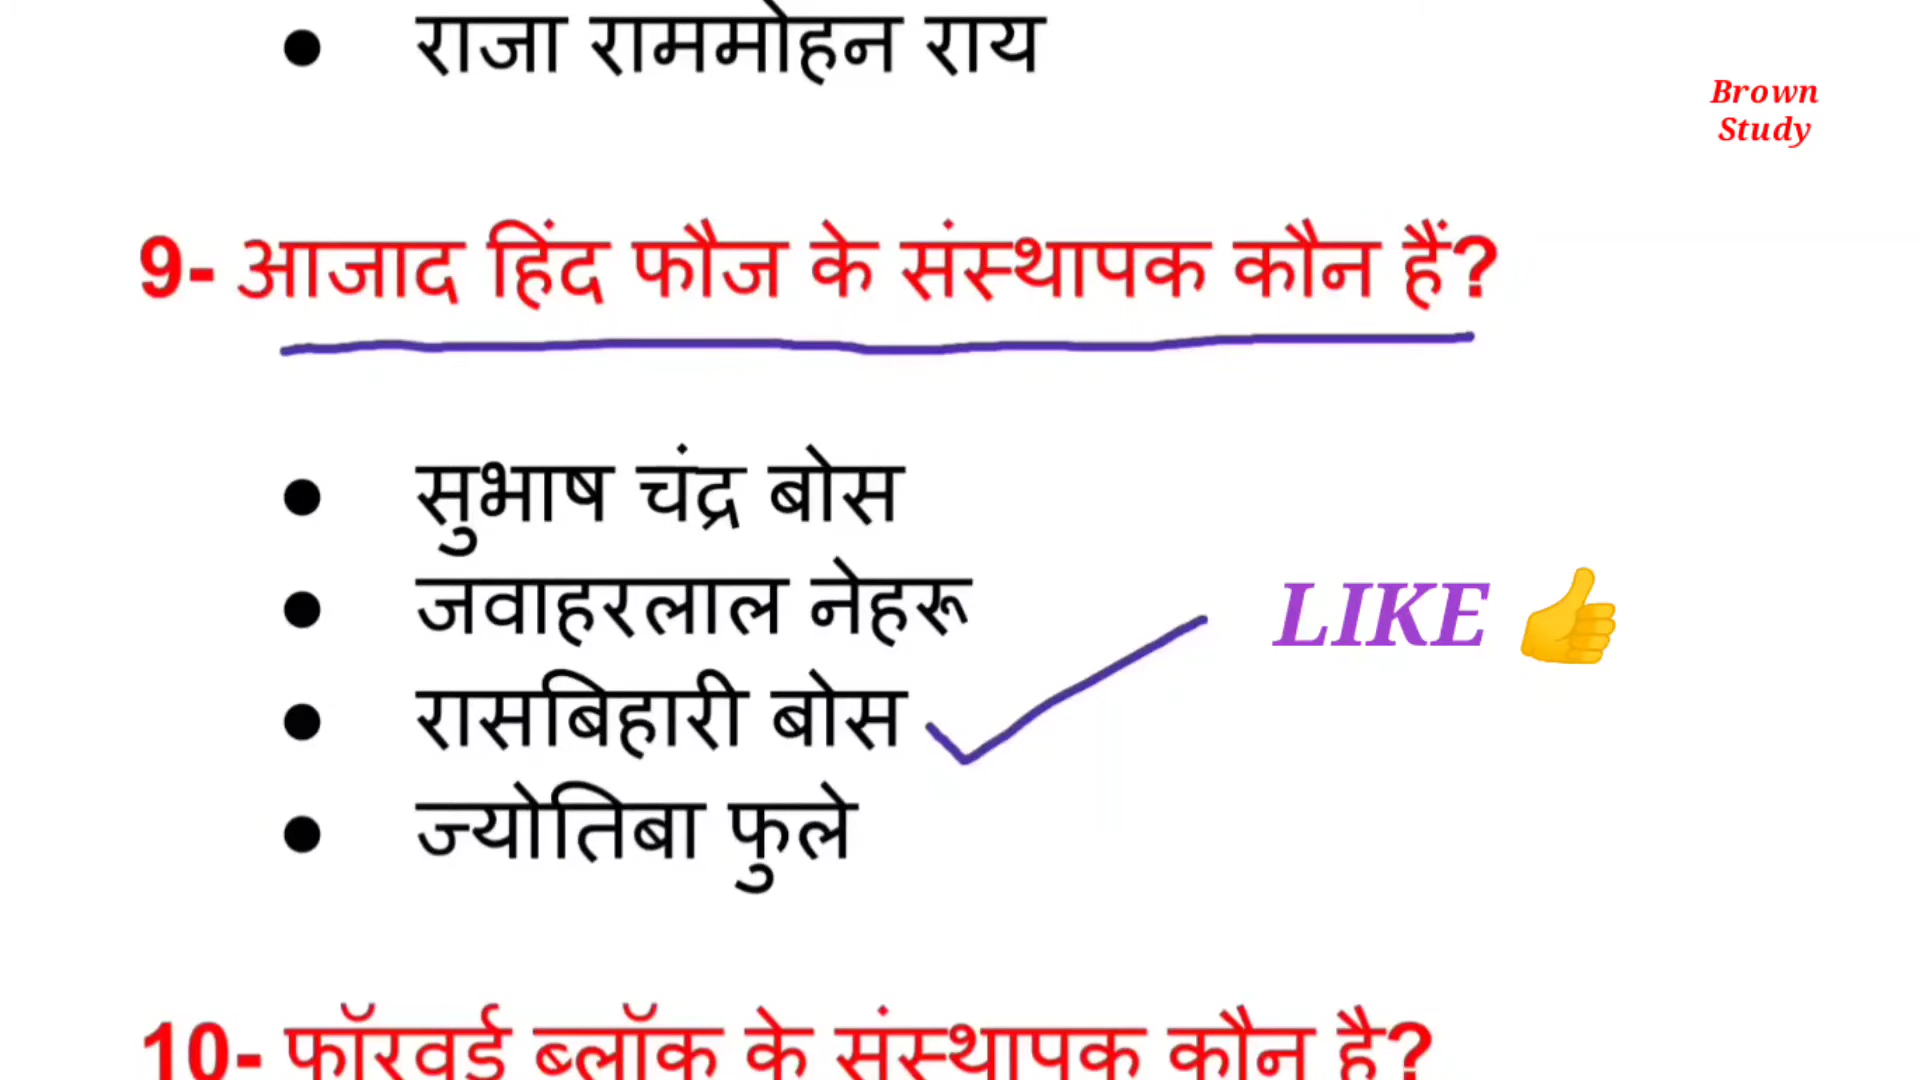 ● राजा राममोहन राय
Brown
Study
9- आजाद हिंद फौज के संस्थापक कौन हैं?
● सुभाष चंद्र बोस
● जवाहरलाल नेहरू
● रासबिहारी बोस
● ज्योतिबा फुले
LIKE 👍
10- फॉरवर्ड ब्लॉक के संस्थापक कौन है?